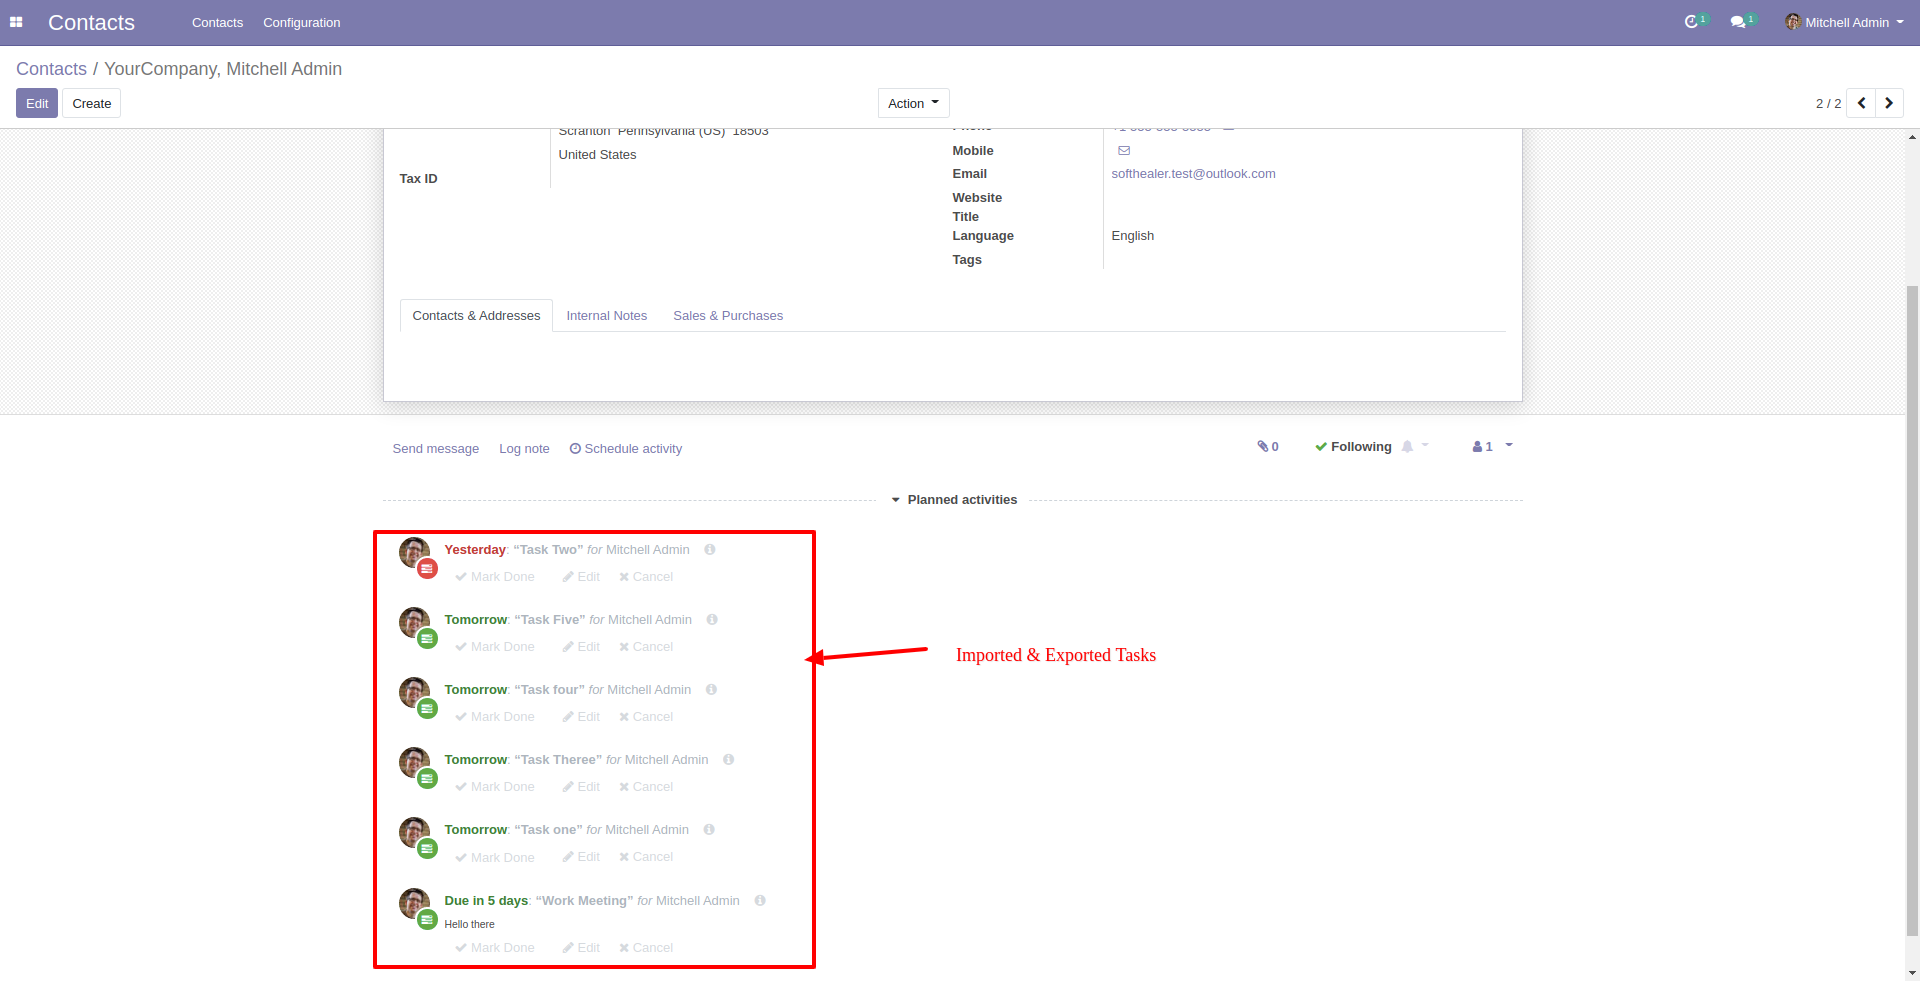 Contacts Contacts Configuration 1 1 Mitchell Admin
Contacts / YourCompany, Mitchell Admin
Edit Create Action 2 / 2
Scranton Pennsylvania (US) 18503
United States
Tax ID
Phone
Mobile
Email softhealer.test@outlook.com
Website
Title
Language English
Tags
Contacts & Addresses Internal Notes Sales & Purchases
Send message Log note Schedule activity 0 Following 1
Planned activities
Yesterday: “Task Two” for Mitchell Admin
Mark Done Edit Cancel
Tomorrow: “Task Five” for Mitchell Admin
Mark Done Edit Cancel
Imported & Exported Tasks
Tomorrow: “Task four” for Mitchell Admin
Mark Done Edit Cancel
Tomorrow: “Task Theree” for Mitchell Admin
Mark Done Edit Cancel
Tomorrow: “Task one” for Mitchell Admin
Mark Done Edit Cancel
Due in 5 days: “Work Meeting” for Mitchell Admin
Hello there
Mark Done Edit Cancel